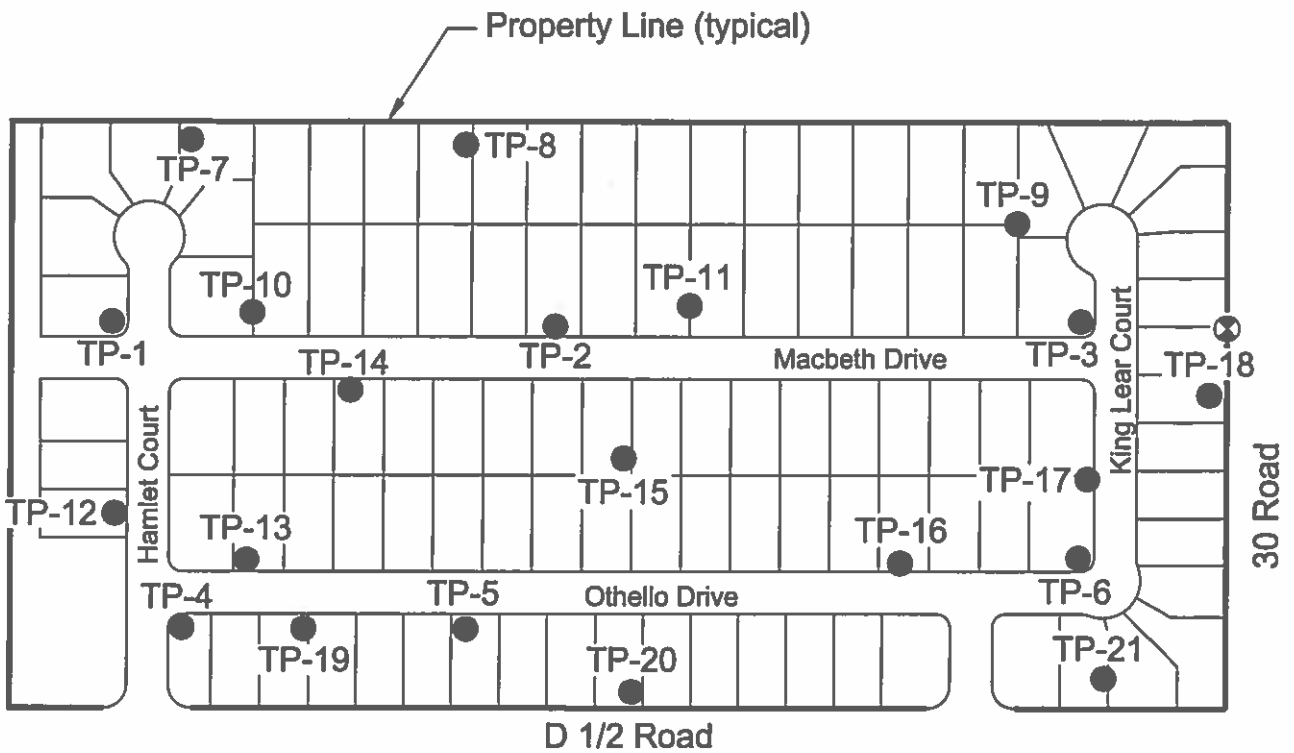 Property Line (typical)
TP-7
TP-8
TP-9
TP-10
TP-11
TP-1
TP-14
TP-2
Macbeth Drive
TP-3
King Lear Court
TP-18
Hamlet Court
TP-12
TP-13
TP-15
TP-16
TP-17
30 Road
TP-4
TP-5
Othello Drive
TP-6
TP-19
TP-20
TP-21
D 1/2 Road